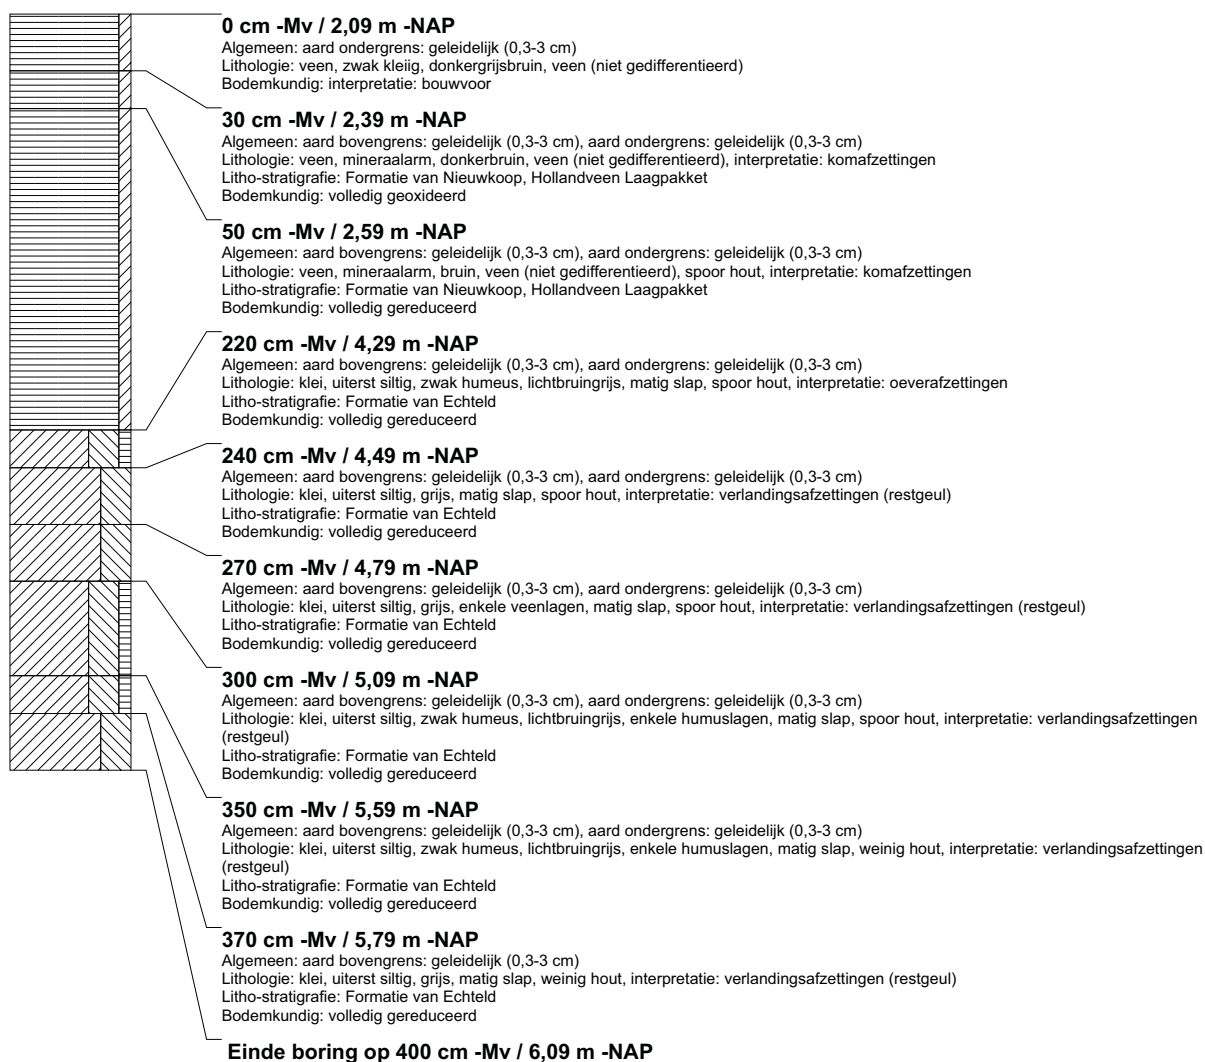 0 cm -Mv / 2,09 m -NAP
Algemeen: aard ondergrens: geleidelijk (0,3-3 cm)
Lithologie: veen, zwak kleiig, donkergrijsbruin, veen (niet gedifferentieerd)
Bodemkundig: interpretatie: bouwvoor
30 cm -Mv / 2,39 m -NAP
Algemeen: aard bovengrens: geleidelijk (0,3-3 cm), aard ondergrens: geleidelijk (0,3-3 cm)
Lithologie: veen, mineraalarm, donkerbruin, veen (niet gedifferentieerd), interpretatie: komafzettingen
Litho-stratigrafie: Formatie van Nieuwkoop, Hollandveen Laagpakket
Bodemkundig: volledig geoxideerd
50 cm -Mv / 2,59 m -NAP
Algemeen: aard bovengrens: geleidelijk (0,3-3 cm), aard ondergrens: geleidelijk (0,3-3 cm)
Lithologie: veen, mineraalarm, bruin, veen (niet gedifferentieerd), spoor hout, interpretatie: komafzettingen
Litho-stratigrafie: Formatie van Nieuwkoop, Hollandveen Laagpakket
Bodemkundig: volledig gereduceerd
220 cm -Mv / 4,29 m -NAP
Algemeen: aard bovengrens: geleidelijk (0,3-3 cm), aard ondergrens: geleidelijk (0,3-3 cm)
Lithologie: klei, uiterst siltig, zwak humeus, lichtbruingrijs, matig slap, spoor hout, interpretatie: oeverafzettingen
Litho-stratigrafie: Formatie van Echteld
Bodemkundig: volledig gereduceerd
240 cm -Mv / 4,49 m -NAP
Algemeen: aard bovengrens: geleidelijk (0,3-3 cm), aard ondergrens: geleidelijk (0,3-3 cm)
Lithologie: klei, uiterst siltig, grijs, matig slap, spoor hout, interpretatie: verlandingsafzettingen (restgeul)
Litho-stratigrafie: Formatie van Echteld
Bodemkundig: volledig gereduceerd
270 cm -Mv / 4,79 m -NAP
Algemeen: aard bovengrens: geleidelijk (0,3-3 cm), aard ondergrens: geleidelijk (0,3-3 cm)
Lithologie: klei, uiterst siltig, grijs, enkele veenlagen, matig slap, spoor hout, interpretatie: verlandingsafzettingen (restgeul)
Litho-stratigrafie: Formatie van Echteld
Bodemkundig: volledig gereduceerd
300 cm -Mv / 5,09 m -NAP
Algemeen: aard bovengrens: geleidelijk (0,3-3 cm), aard ondergrens: geleidelijk (0,3-3 cm)
Lithologie: klei, uiterst siltig, zwak humeus, lichtbruingrijs, enkele humuslagen, matig slap, spoor hout, interpretatie: verlandingsafzettingen
(restgeul)
Litho-stratigrafie: Formatie van Echteld
Bodemkundig: volledig gereduceerd
350 cm -Mv / 5,59 m -NAP
Algemeen: aard bovengrens: geleidelijk (0,3-3 cm), aard ondergrens: geleidelijk (0,3-3 cm)
Lithologie: klei, uiterst siltig, zwak humeus, lichtbruingrijs, enkele humuslagen, matig slap, weinig hout, interpretatie: verlandingsafzettingen
(restgeul)
Litho-stratigrafie: Formatie van Echteld
Bodemkundig: volledig gereduceerd
370 cm -Mv / 5,79 m -NAP
Algemeen: aard bovengrens: geleidelijk (0,3-3 cm)
Lithologie: klei, uiterst siltig, grijs, matig slap, weinig hout, interpretatie: verlandingsafzettingen (restgeul)
Litho-stratigrafie: Formatie van Echteld
Bodemkundig: volledig gereduceerd
Einde boring op 400 cm -Mv / 6,09 m -NAP